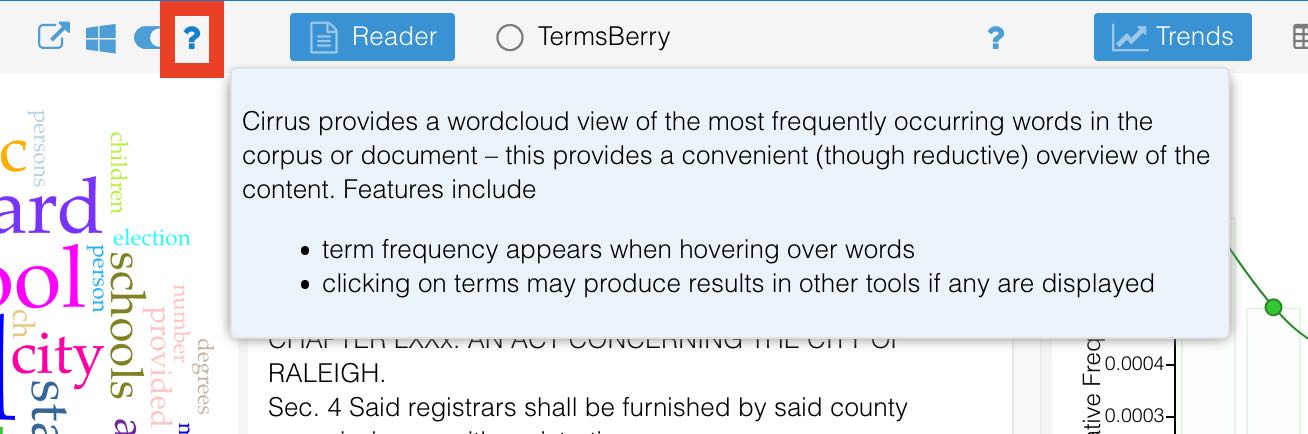 ?
Reader
TermsBerry
?
Trends
Cirrus provides a wordcloud view of the most frequently occurring words in the
corpus or document – this provides a convenient (though reductive) overview of the
content. Features include
• term frequency appears when hovering over words
• clicking on terms may produce results in other tools if any are displayed
persons
children
c
ard
election
ool
person
schools
number
ch
city
provided
degrees
sta
a
CHAPTER LXXX. AN ACT CONCERNING THE CITY OF
RALEIGH.
Sec. 4 Said registrars shall be furnished by said county
0.0004
0.0003